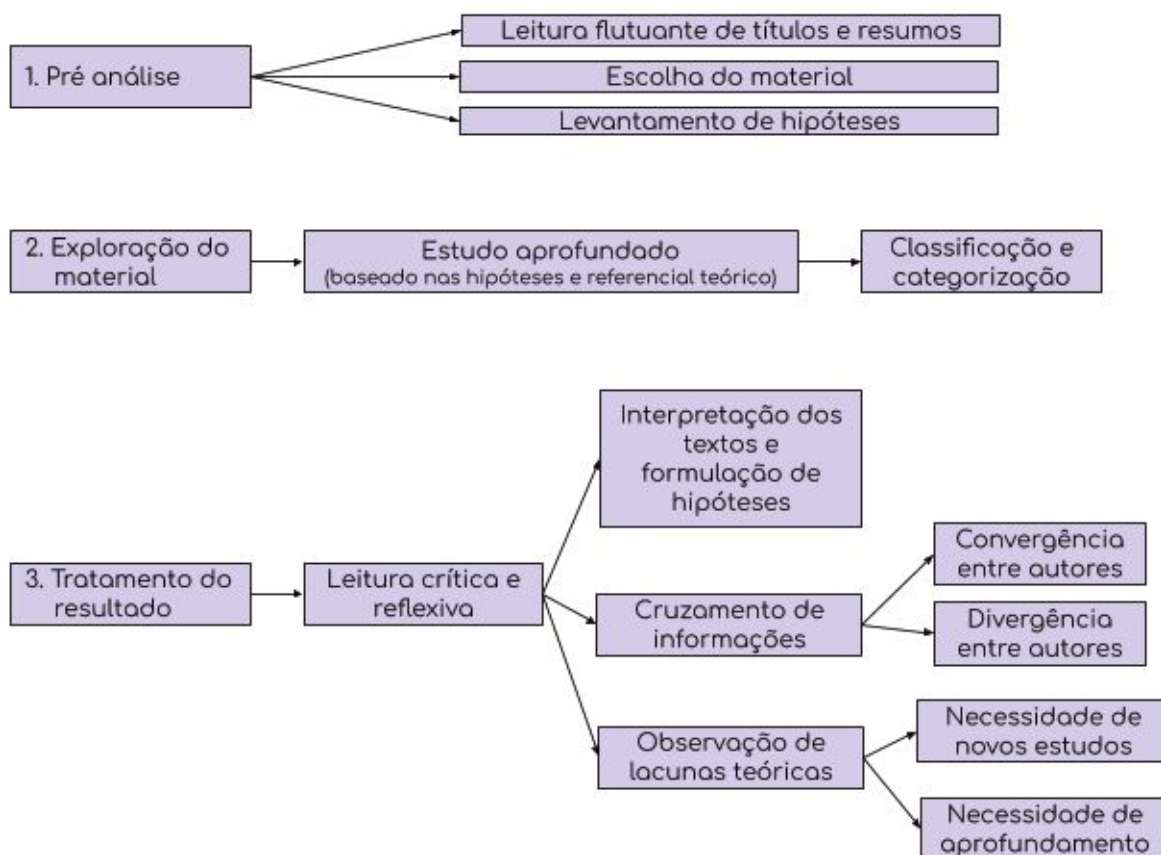 1. Pré análise
Leitura flutuante de títulos e resumos
Escolha do material
Levantamento de hipóteses
2. Exploração do
material
Estudo aprofundado
(baseado nas hipóteses e referencial teórico)
Classificação e
categorização
3. Tratamento do
resultado
Leitura crítica e
reflexiva
Interpretação dos
textos e
formulação de
hipóteses
Cruzamento de
informações
Convergência
entre autores
Divergência
entre autores
Observação de
lacunas teóricas
Necessidade de
novos estudos
Necessidade de
aprofundamento